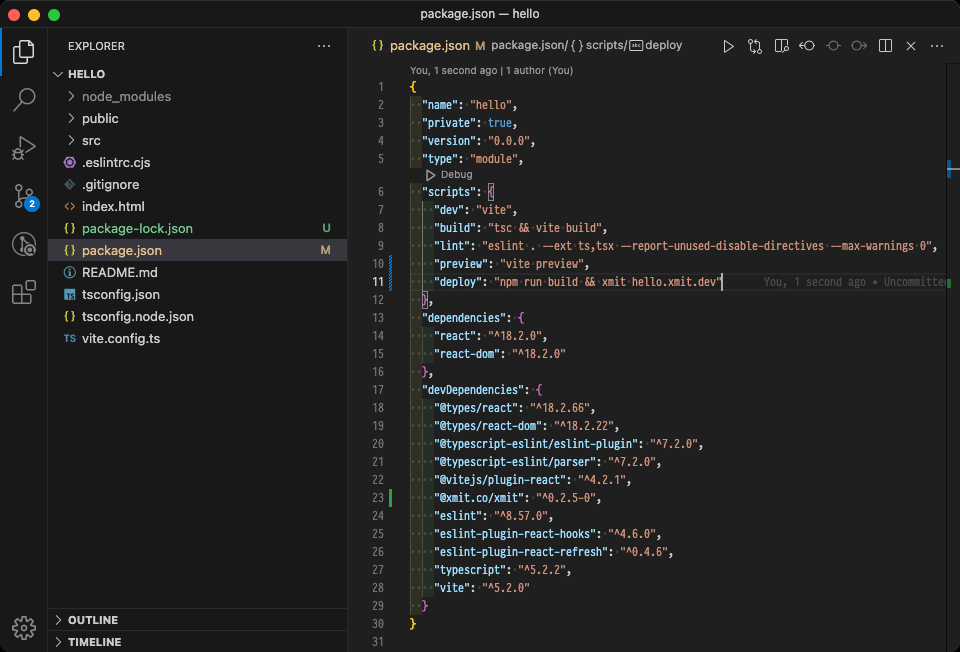 package.json — hello
EXPLORER
HELLO
node_modules
public
src
.eslintrc.cjs
.gitignore
index.html
package-lock.json U
package.json M
README.md
tsconfig.json
tsconfig.node.json
TS vite.config.ts
2
OUTLINE
TIMELINE
{} package.json M package.json/{ } scripts/ abc deploy
You, 1 second ago | 1 author (You)
1 {
2 "name": "hello",
3 "private": true,
4 "version": "0.0.0",
5 "type": "module",
Debug
6 "scripts": {
7 "dev": "vite",
8 "build": "tsc && vite build",
9 "lint": "eslint . --ext ts,tsx --report-unused-disable-directives --max-warnings 0",
10 "preview": "vite preview",
11 "deploy": "npm run build && xmit hello.xmit.dev" You, 1 second ago • Uncommitte
12 },
13 "dependencies": {
14 "react": "^18.2.0",
15 "react-dom": "^18.2.0"
16 },
17 "devDependencies": {
18 "@types/react": "^18.2.66",
19 "@types/react-dom": "^18.2.22",
20 "@typescript-eslint/eslint-plugin": "^7.2.0",
21 "@typescript-eslint/parser": "^7.2.0",
22 "@vitejs/plugin-react": "^4.2.1",
23 "@xmit.co/xmit": "^0.2.5-0",
24 "eslint": "^8.57.0",
25 "eslint-plugin-react-hooks": "^4.6.0",
26 "eslint-plugin-react-refresh": "^0.4.6",
27 "typescript": "^5.2.2",
28 "vite": "^5.2.0"
29 }
30 }
31